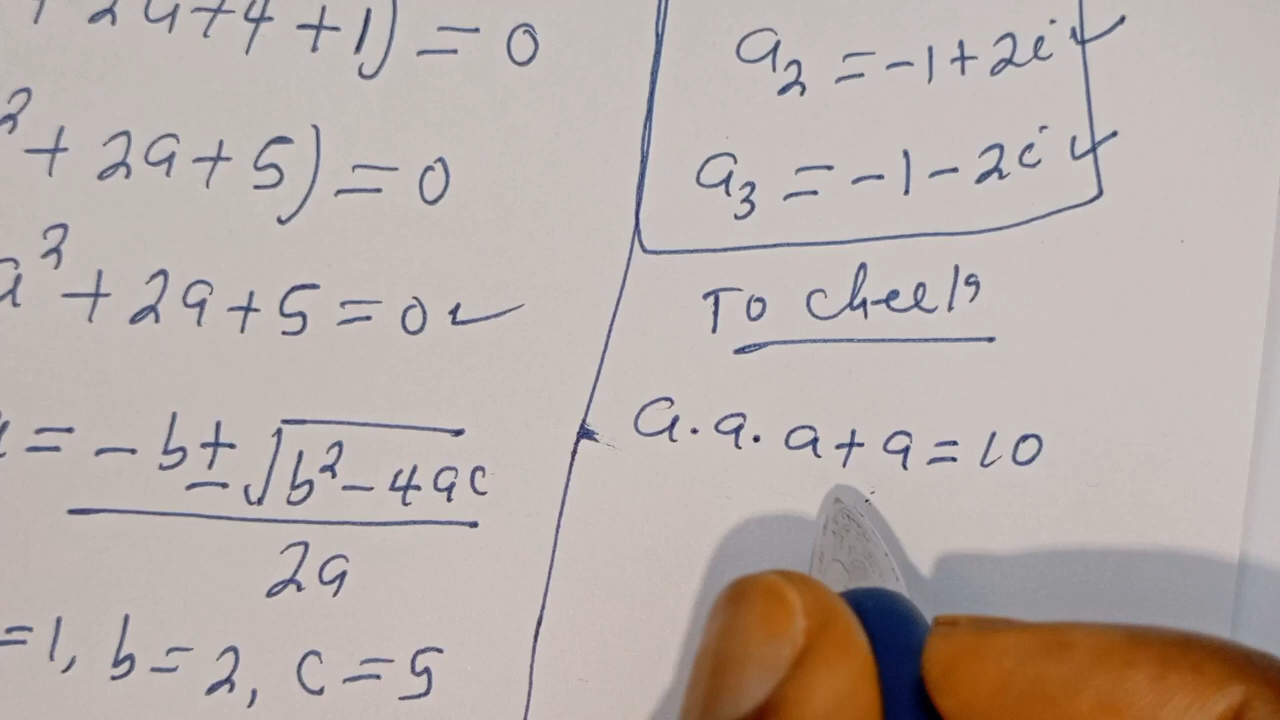 + 2a + 4 + 1) = 0
² + 2a + 5) = 0
a² + 2a + 5 = 0 ✓
= -b ± √(b² - 4ac)
2a
= 1, b = 2, c = 5
a₂ = -1 + 2i ✓
a₃ = -1 - 2i ✓
To check
a . a . a + a = 10